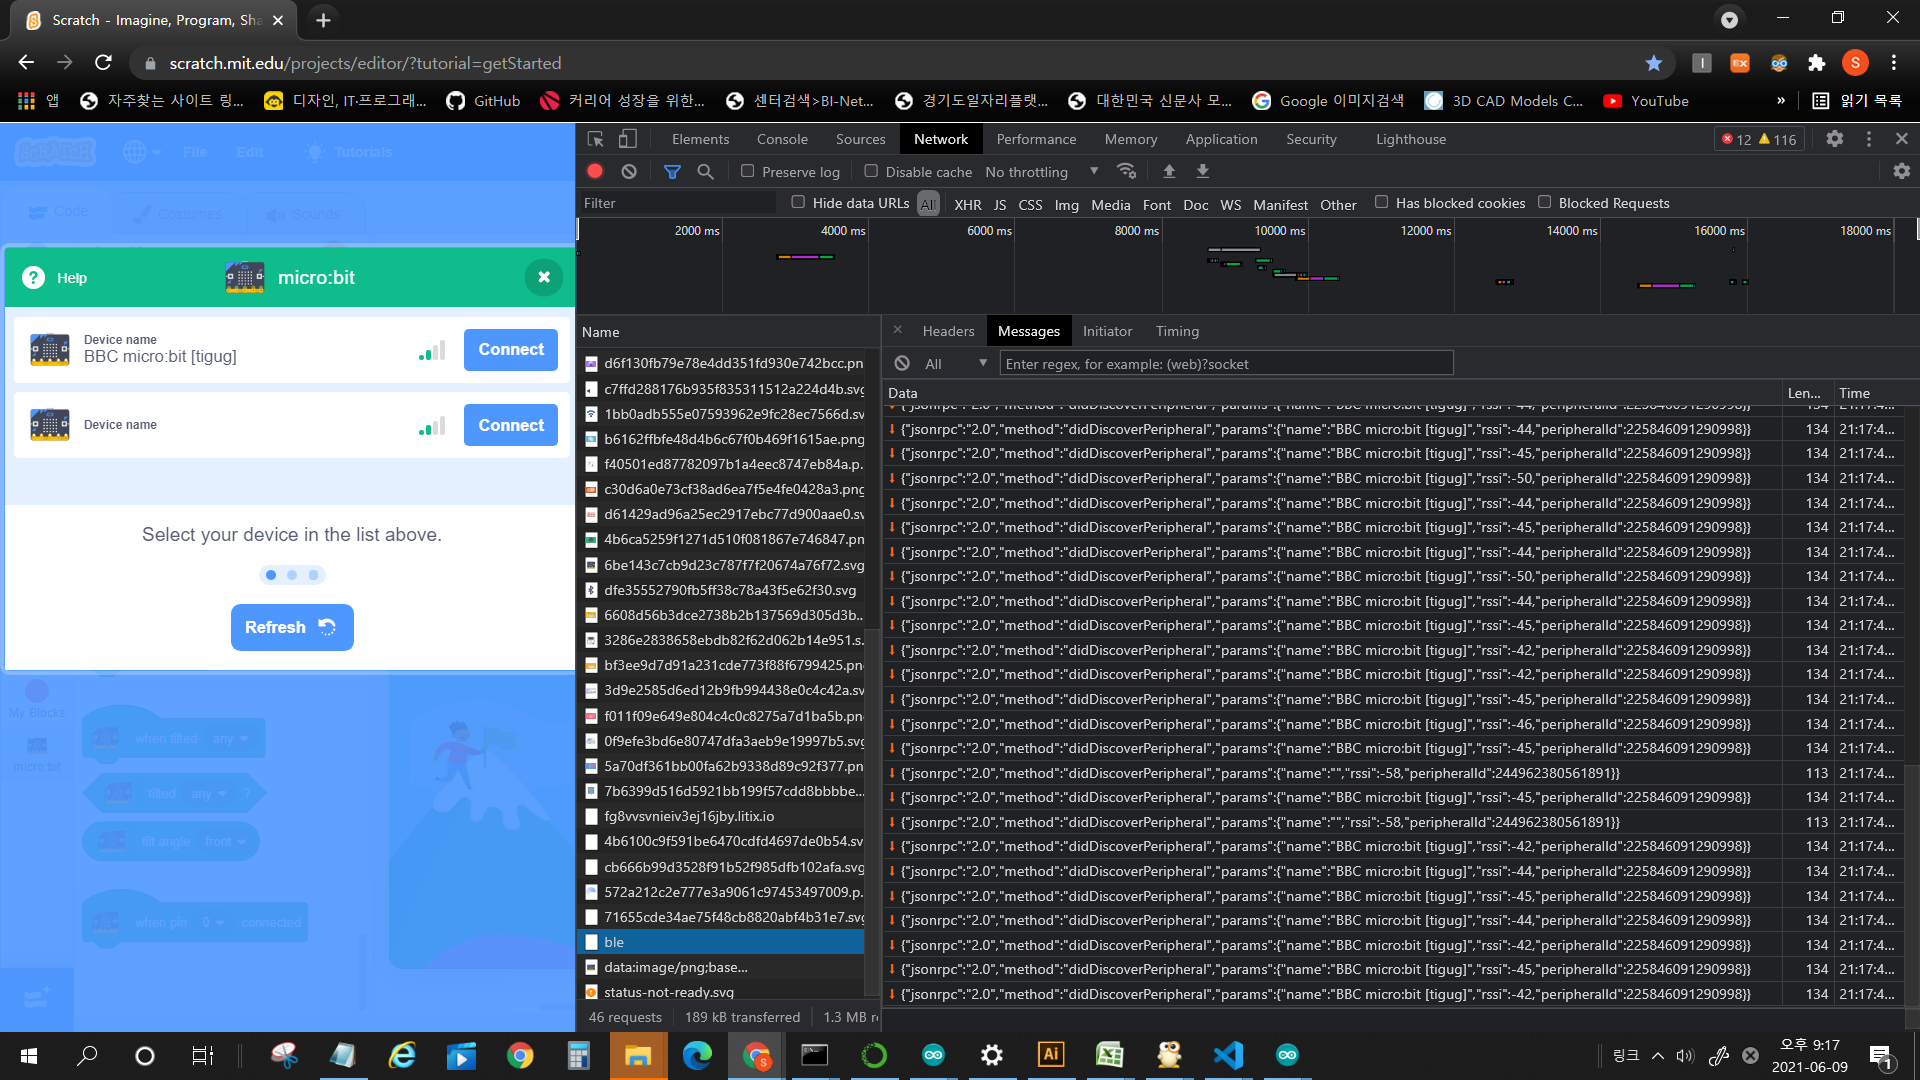 Scratch - Imagine, Program, Sha
scratch.mit.edu/projects/editor/?tutorial=getStarted
I
EX
S
앱
자주찾는 사이트 링...
디자인, IT·프로그래...
GitHub
커리어 성장을 위한...
센터검색>BI-Net...
경기도일자리플랫...
대한민국 신문사 모...
Google 이미지검색
3D CAD Models C...
YouTube
»
읽기 목록
SCRATCH
File
Edit
Tutorials
Code
Costumes
Sounds
Help
micro:bit
Device name
BBC micro:bit [tigug]
Connect
Device name
Connect
Select your device in the list above.
Refresh
My Blocks
micro:bit
when tilted any
tilted any ?
tilt angle front
when pin 0 connected
Elements
Console
Sources
Network
Performance
Memory
Application
Security
Lighthouse
12
116
Preserve log
Disable cache
No throttling
Filter
Hide data URLs
All
XHR
JS
CSS
Img
Media
Font
Doc
WS
Manifest
Other
Has blocked cookies
Blocked Requests
2000 ms
4000 ms
6000 ms
8000 ms
10000 ms
12000 ms
14000 ms
16000 ms
18000 ms
Name
d6f130fb79e78e4dd351fd930e742bcc.pn
c7ffd288176b935f835311512a224d4b.svg
1bb0adb555e07593962e9fc28ec7566d.sv
b6162ffbfe48d4b6c67f0b469f1615ae.png
f40501ed87782097b1a4eec8747eb84a.p.
c30d6a0e73cf38ad6ea7f5e4fe0428a3.png
d61429ad96a25ec2917ebc77d900aae0.sv
4b6ca5259f1271d510f081867e746847.pn
6be143c7cb9d23c787f7f20674a76f72.svg
dfe35552790fb5ff38c78a43f5e62f30.svg
6608d56b3dce2738b2b137569d305d3b..
3286e2838658ebdb82f62d062b14e951.s.
bf3ee9d7d91a231cde773f88f6799425.pn
3d9e2585d6ed12b9fb994438e0c4c42a.sv
f011f09e649e804c4c0c8275a7d1ba5b.pn
0f9efe3bd6e80747dfa3aeb9e19997b5.svg
5a70df361bb00fa62b9338d89c92f377.pn
7b6399d516d5921bb199f57cdd8bbbbe...
fg8vvsvnieiv3ej16jby.litix.io
4b6100c9f591be6470cdfd4697de0b54.sv
cb666b99d3528f91b52f985dfb102afa.svg
572a212c2e777e3a9061c97453497009.p.
71655cde34ae75f48cb8820abf4b31e7.svg
ble
data:image/png;base...
status-not-ready.svg
46 requests
189 kB transferred
1.3 MB r
Headers
Messages
Initiator
Timing
All
Enter regex, for example: (web)?socket
Data Len... Time
{"jsonrpc":"2.0","method":"didDiscoverPeripheral","params":{"name":"BBC micro:bit [tigug]","rssi":-44,"peripheralId":225846091290998}} 134 21:17:4...
{"jsonrpc":"2.0","method":"didDiscoverPeripheral","params":{"name":"BBC micro:bit [tigug]","rssi":-44,"peripheralId":225846091290998}} 134 21:17:4...
{"jsonrpc":"2.0","method":"didDiscoverPeripheral","params":{"name":"BBC micro:bit [tigug]","rssi":-45,"peripheralId":225846091290998}} 134 21:17:4...
{"jsonrpc":"2.0","method":"didDiscoverPeripheral","params":{"name":"BBC micro:bit [tigug]","rssi":-50,"peripheralId":225846091290998}} 134 21:17:4...
{"jsonrpc":"2.0","method":"didDiscoverPeripheral","params":{"name":"BBC micro:bit [tigug]","rssi":-44,"peripheralId":225846091290998}} 134 21:17:4...
{"jsonrpc":"2.0","method":"didDiscoverPeripheral","params":{"name":"BBC micro:bit [tigug]","rssi":-45,"peripheralId":225846091290998}} 134 21:17:4...
{"jsonrpc":"2.0","method":"didDiscoverPeripheral","params":{"name":"BBC micro:bit [tigug]","rssi":-44,"peripheralId":225846091290998}} 134 21:17:4...
{"jsonrpc":"2.0","method":"didDiscoverPeripheral","params":{"name":"BBC micro:bit [tigug]","rssi":-50,"peripheralId":225846091290998}} 134 21:17:4...
{"jsonrpc":"2.0","method":"didDiscoverPeripheral","params":{"name":"BBC micro:bit [tigug]","rssi":-44,"peripheralId":225846091290998}} 134 21:17:4...
{"jsonrpc":"2.0","method":"didDiscoverPeripheral","params":{"name":"BBC micro:bit [tigug]","rssi":-45,"peripheralId":225846091290998}} 134 21:17:4...
{"jsonrpc":"2.0","method":"didDiscoverPeripheral","params":{"name":"BBC micro:bit [tigug]","rssi":-42,"peripheralId":225846091290998}} 134 21:17:4...
{"jsonrpc":"2.0","method":"didDiscoverPeripheral","params":{"name":"BBC micro:bit [tigug]","rssi":-42,"peripheralId":225846091290998}} 134 21:17:4...
{"jsonrpc":"2.0","method":"didDiscoverPeripheral","params":{"name":"BBC micro:bit [tigug]","rssi":-45,"peripheralId":225846091290998}} 134 21:17:4...
{"jsonrpc":"2.0","method":"didDiscoverPeripheral","params":{"name":"BBC micro:bit [tigug]","rssi":-46,"peripheralId":225846091290998}} 134 21:17:4...
{"jsonrpc":"2.0","method":"didDiscoverPeripheral","params":{"name":"BBC micro:bit [tigug]","rssi":-45,"peripheralId":225846091290998}} 134 21:17:4...
{"jsonrpc":"2.0","method":"didDiscoverPeripheral","params":{"name":"","rssi":-58,"peripheralId":244962380561891}} 113 21:17:4...
{"jsonrpc":"2.0","method":"didDiscoverPeripheral","params":{"name":"BBC micro:bit [tigug]","rssi":-45,"peripheralId":225846091290998}} 134 21:17:4...
{"jsonrpc":"2.0","method":"didDiscoverPeripheral","params":{"name":"","rssi":-58,"peripheralId":244962380561891}} 113 21:17:4...
{"jsonrpc":"2.0","method":"didDiscoverPeripheral","params":{"name":"BBC micro:bit [tigug]","rssi":-42,"peripheralId":225846091290998}} 134 21:17:4...
{"jsonrpc":"2.0","method":"didDiscoverPeripheral","params":{"name":"BBC micro:bit [tigug]","rssi":-44,"peripheralId":225846091290998}} 134 21:17:4...
{"jsonrpc":"2.0","method":"didDiscoverPeripheral","params":{"name":"BBC micro:bit [tigug]","rssi":-45,"peripheralId":225846091290998}} 134 21:17:4...
{"jsonrpc":"2.0","method":"didDiscoverPeripheral","params":{"name":"BBC micro:bit [tigug]","rssi":-44,"peripheralId":225846091290998}} 134 21:17:4...
{"jsonrpc":"2.0","method":"didDiscoverPeripheral","params":{"name":"BBC micro:bit [tigug]","rssi":-42,"peripheralId":225846091290998}} 134 21:17:4...
{"jsonrpc":"2.0","method":"didDiscoverPeripheral","params":{"name":"BBC micro:bit [tigug]","rssi":-45,"peripheralId":225846091290998}} 134 21:17:4...
{"jsonrpc":"2.0","method":"didDiscoverPeripheral","params":{"name":"BBC micro:bit [tigug]","rssi":-42,"peripheralId":225846091290998}} 134 21:17:4...
Ai
링크
오후 9:17
2021-06-09
1